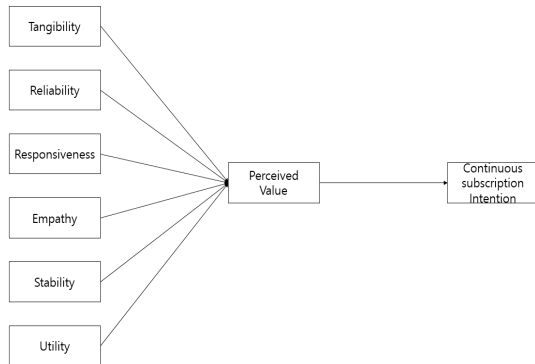 Tangibility
Reliability
Responsiveness
Empathy
Stability
Utility
Perceived
Value
Continuous
subscription
Intention